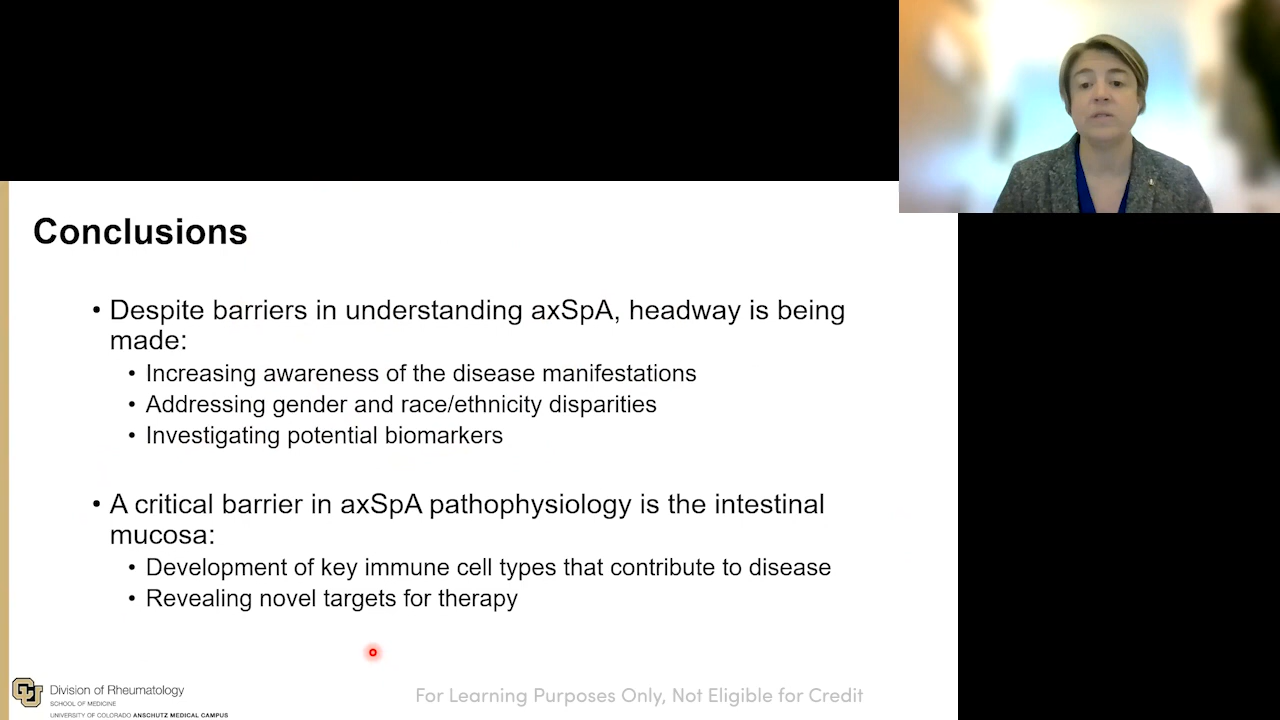 Conclusions
• Despite barriers in understanding axSpA, headway is being
made:
• Increasing awareness of the disease manifestations
• Addressing gender and race/ethnicity disparities
• Investigating potential biomarkers
• A critical barrier in axSpA pathophysiology is the intestinal
mucosa:
• Development of key immune cell types that contribute to disease
• Revealing novel targets for therapy
CU
Division of Rheumatology
SCHOOL OF MEDICINE
UNIVERSITY OF COLORADO ANSCHUTZ MEDICAL CAMPUS
For Learning Purposes Only, Not Eligible for Credit